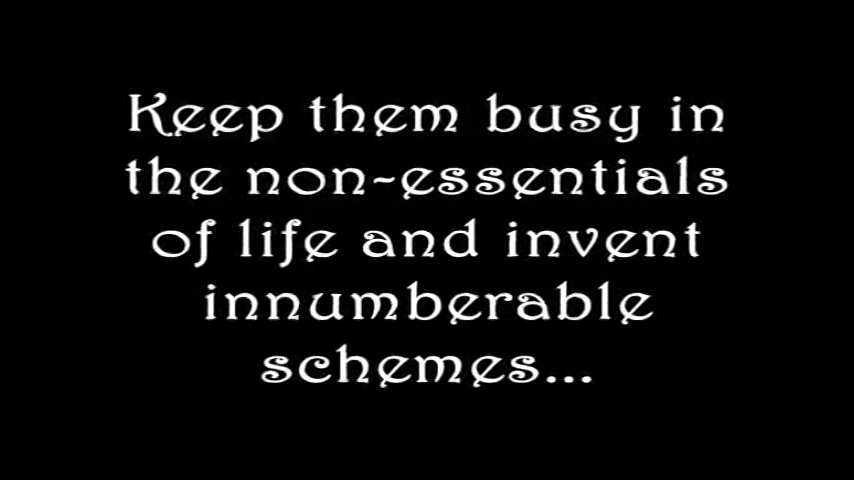 Keep them busy in
the non-essentials
of life and invent
innumberable
schemes...